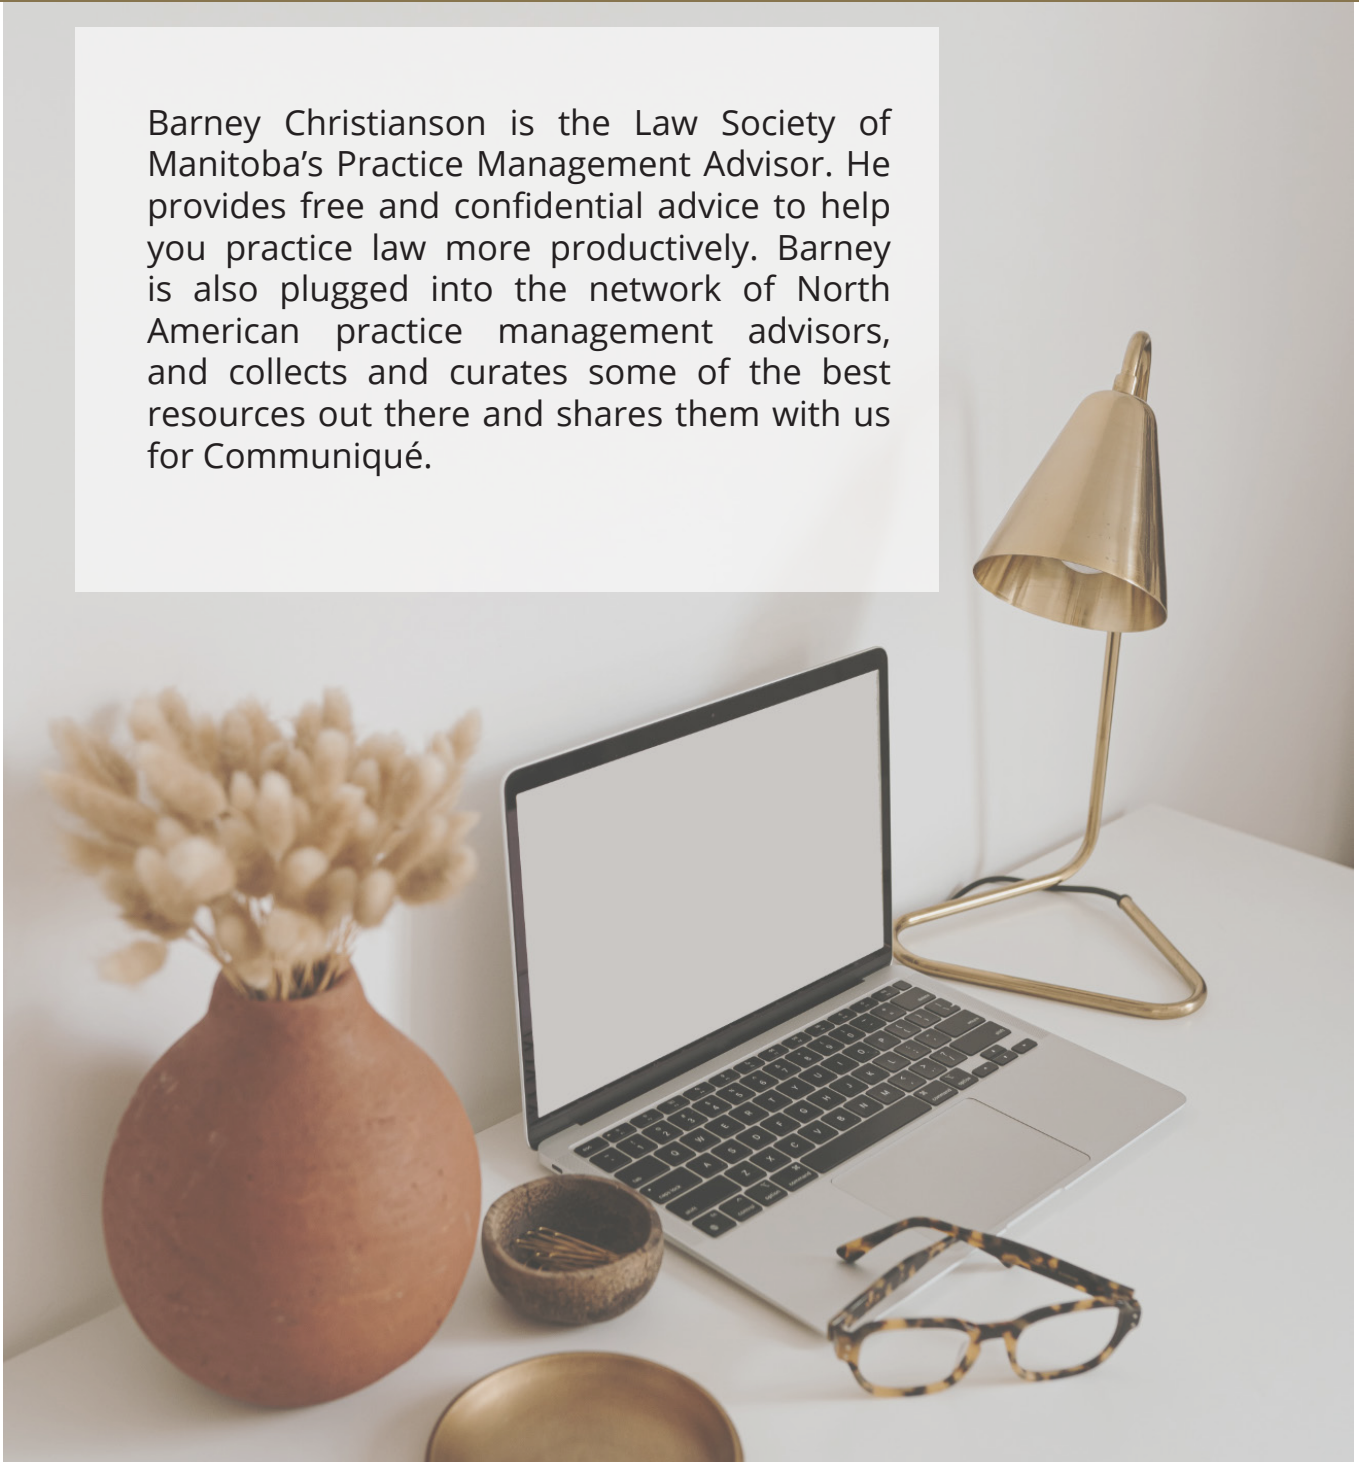 Barney Christianson is the Law Society of
Manitoba’s Practice Management Advisor. He
provides free and confidential advice to help
you practice law more productively. Barney
is also plugged into the network of North
American practice management advisors,
and collects and curates some of the best
resources out there and shares them with us
for Communiqué.